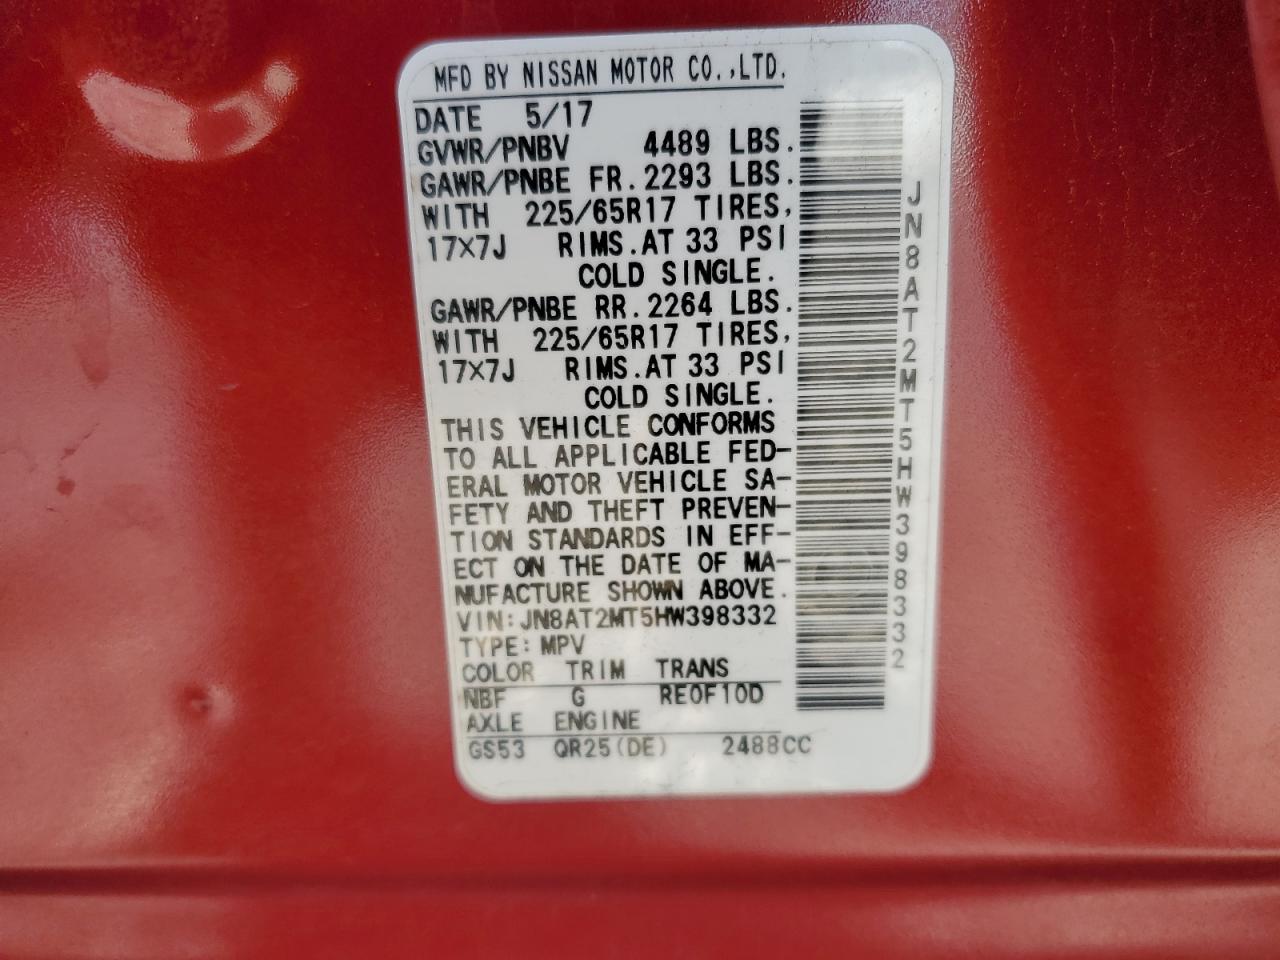 MFD BY NISSAN MOTOR CO.,LTD.
DATE 5/17
GVWR/PNBV 4489 LBS.
GAWR/PNBE FR. 2293 LBS.
WITH 225/65R17 TIRES,
17×7J RIMS. AT 33 PSI
COLD SINGLE.
GAWR/PNBE RR. 2264 LBS.
WITH 225/65R17 TIRES,
17×7J RIMS. AT 33 PSI
COLD SINGLE.
THIS VEHICLE CONFORMS
TO ALL APPLICABLE FED-
ERAL MOTOR VEHICLE SA-
FETY AND THEFT PREVEN-
TION STANDARDS IN EFF-
ECT ON THE DATE OF MA-
NUFACTURE SHOWN ABOVE.
VIN: JN8AT2MT5HW398332
TYPE: MPV
COLOR TRIM TRANS
NBF G RE0F10D
AXLE ENGINE
GS53 QR25(DE) 2488CC
JN8AT2MT5HW398332